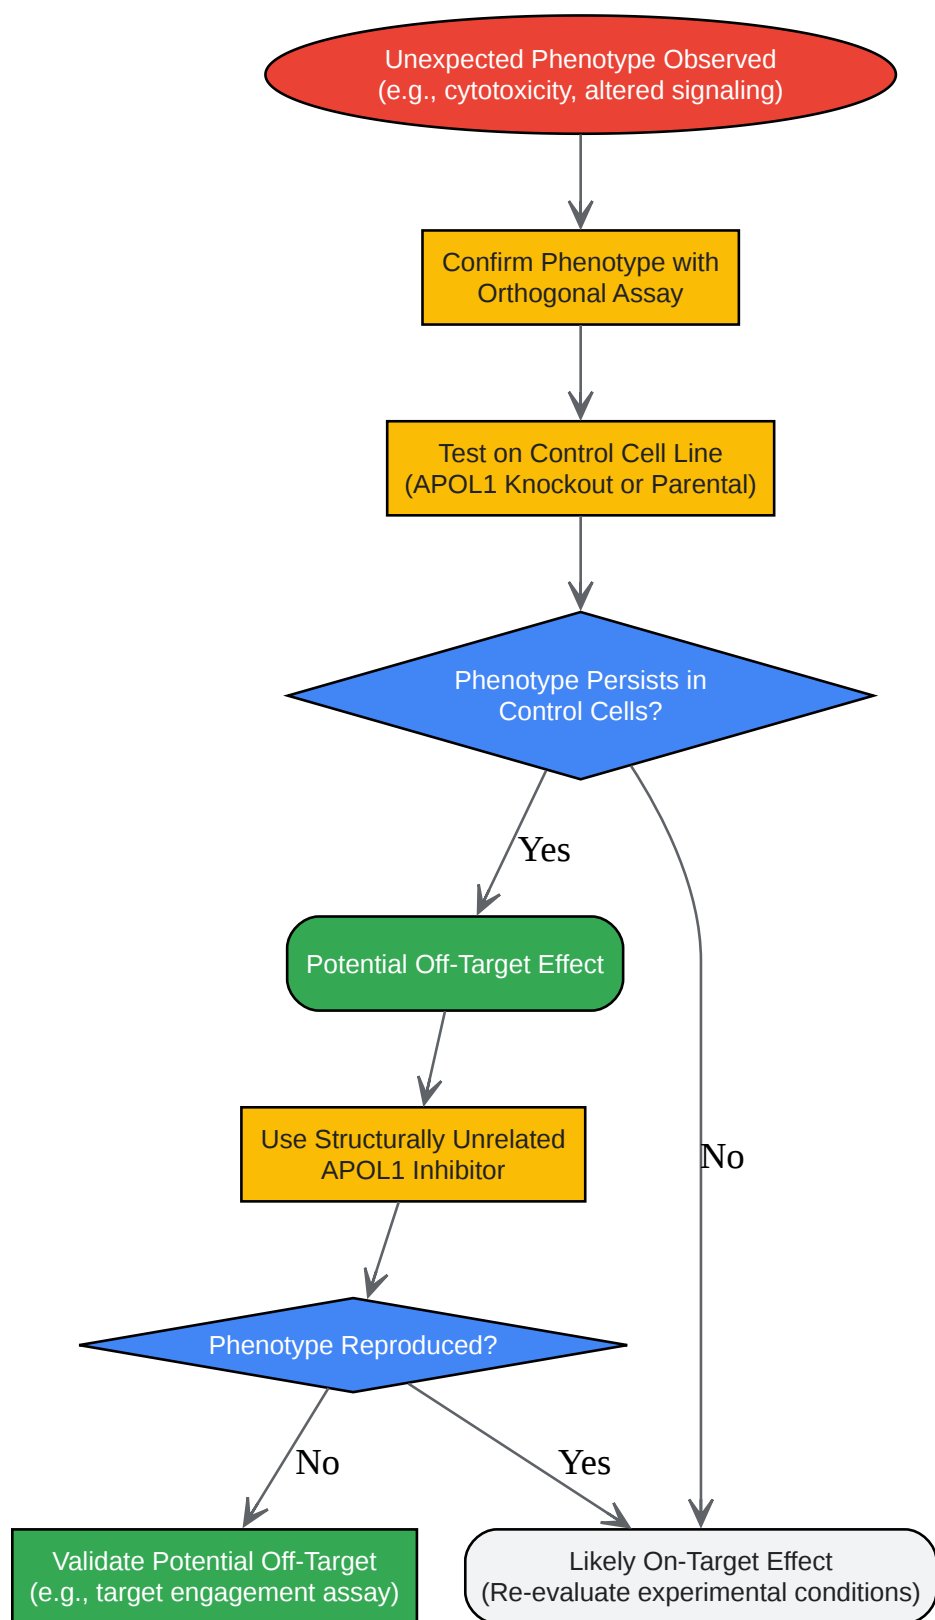 Unexpected Phenotype Observed
(e.g., cytotoxicity, altered signaling)
Confirm Phenotype with
Orthogonal Assay
Test on Control Cell Line
(APOL1 Knockout or Parental)
Phenotype Persists in
Control Cells?
Yes
Potential Off-Target Effect
Use Structurally Unrelated
APOL1 Inhibitor
No
Phenotype Reproduced?
No
Yes
Validate Potential Off-Target
(e.g., target engagement assay)
Likely On-Target Effect
(Re-evaluate experimental conditions)